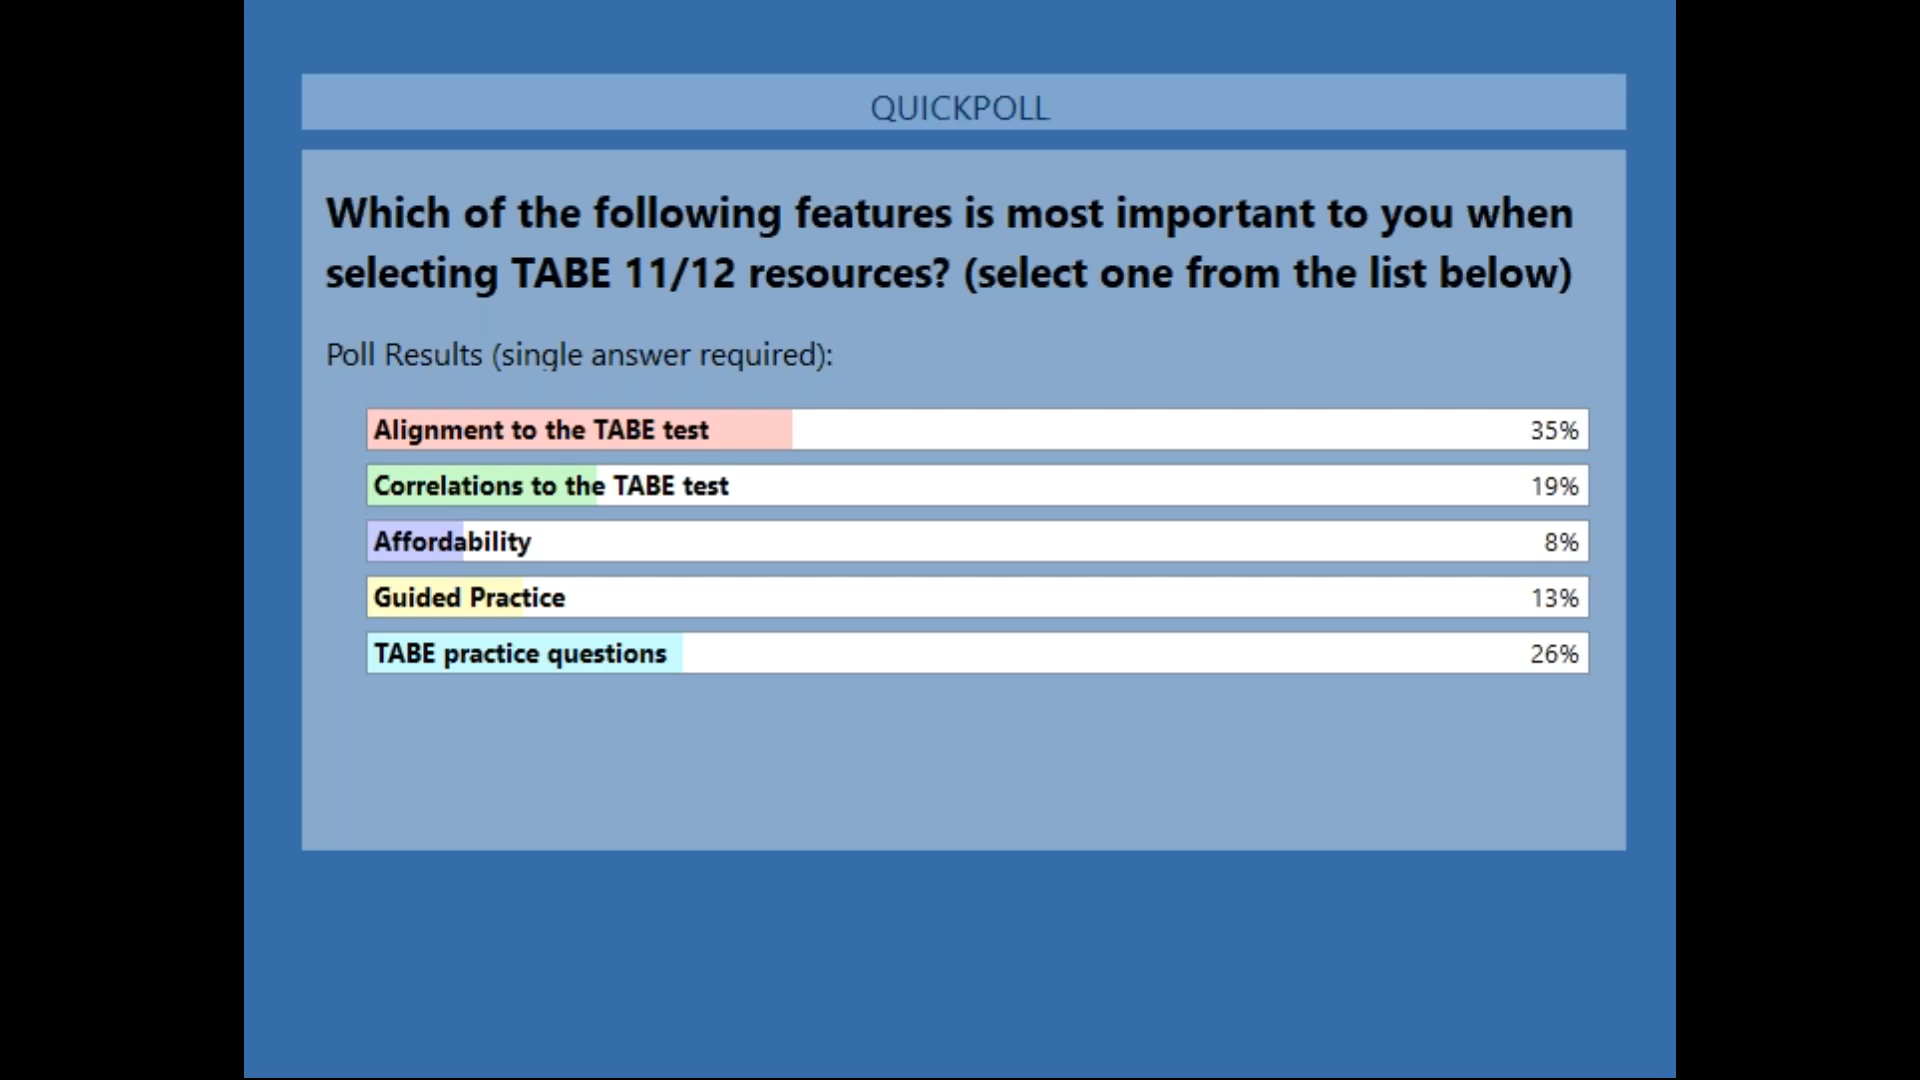 QUICKPOLL
Which of the following features is most important to you when
selecting TABE 11/12 resources? (select one from the list below)
Poll Results (single answer required):
Alignment to the TABE test 35%
Correlations to the TABE test 19%
Affordability 8%
Guided Practice 13%
TABE practice questions 26%